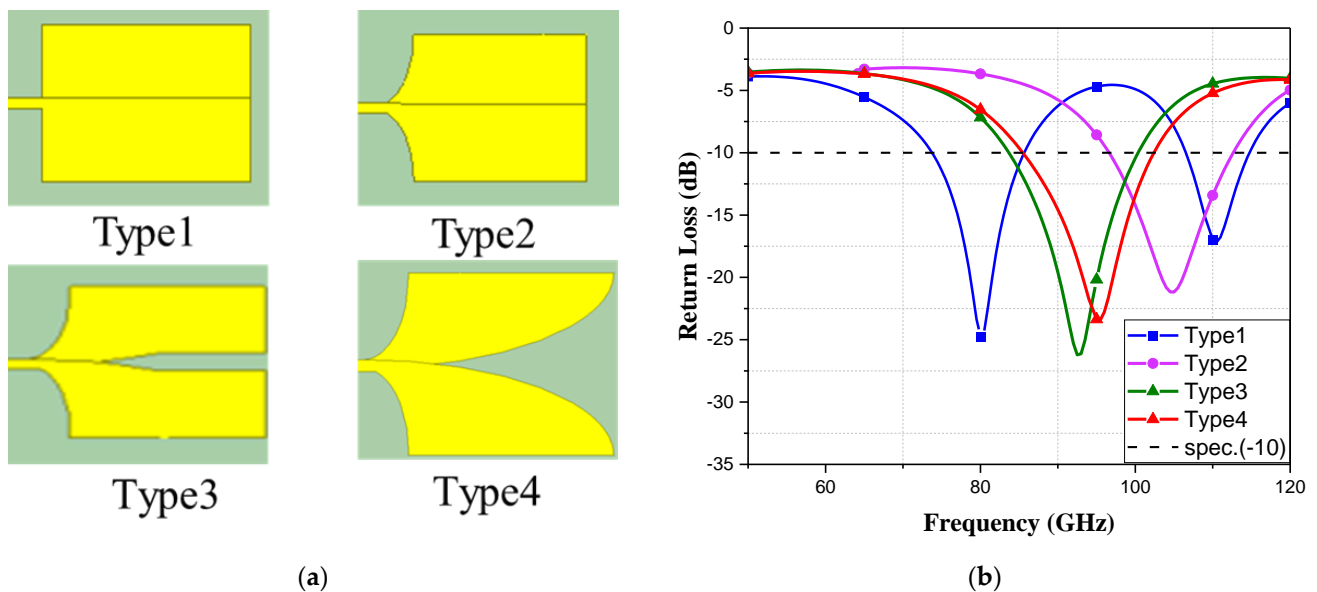 Type1
Type2
Type3
Type4
(a)
Return Loss (dB)
0
-5
-10
-15
-20
-25
-30
-35
60
80
100
120
Frequency (GHz)
Type1
Type2
Type3
Type4
spec.(-10)
(b)